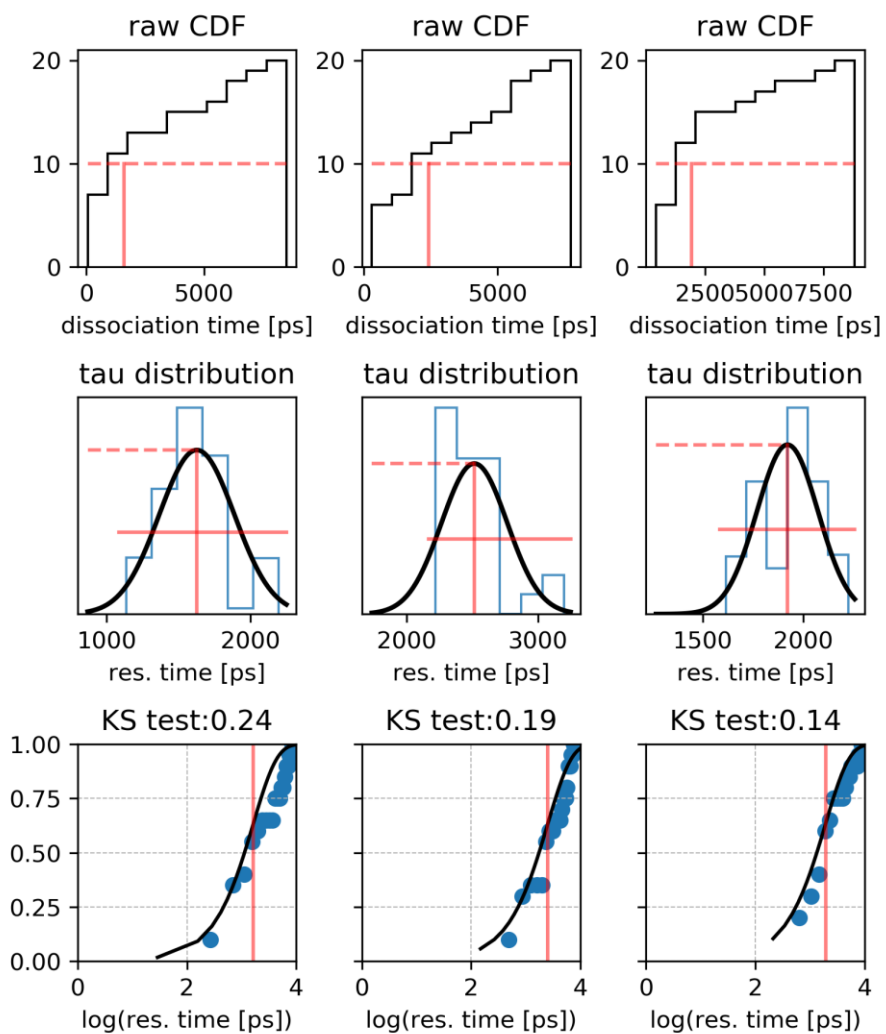 raw CDF raw CDF raw CDF
20 20 20
10 10 10
0 0 0
0 5000 0 5000 2500 5000 7500
dissociation time [ps] dissociation time [ps] dissociation time [ps]
tau distribution tau distribution tau distribution
1000 2000 2000 3000 1500 2000
res. time [ps] res. time [ps] res. time [ps]
KS test:0.24 KS test:0.19 KS test:0.14
1.00
0.75
0.50
0.25
0.00
0 2 4 0 2 4 0 2 4
log(res. time [ps]) log(res. time [ps]) log(res. time [ps])